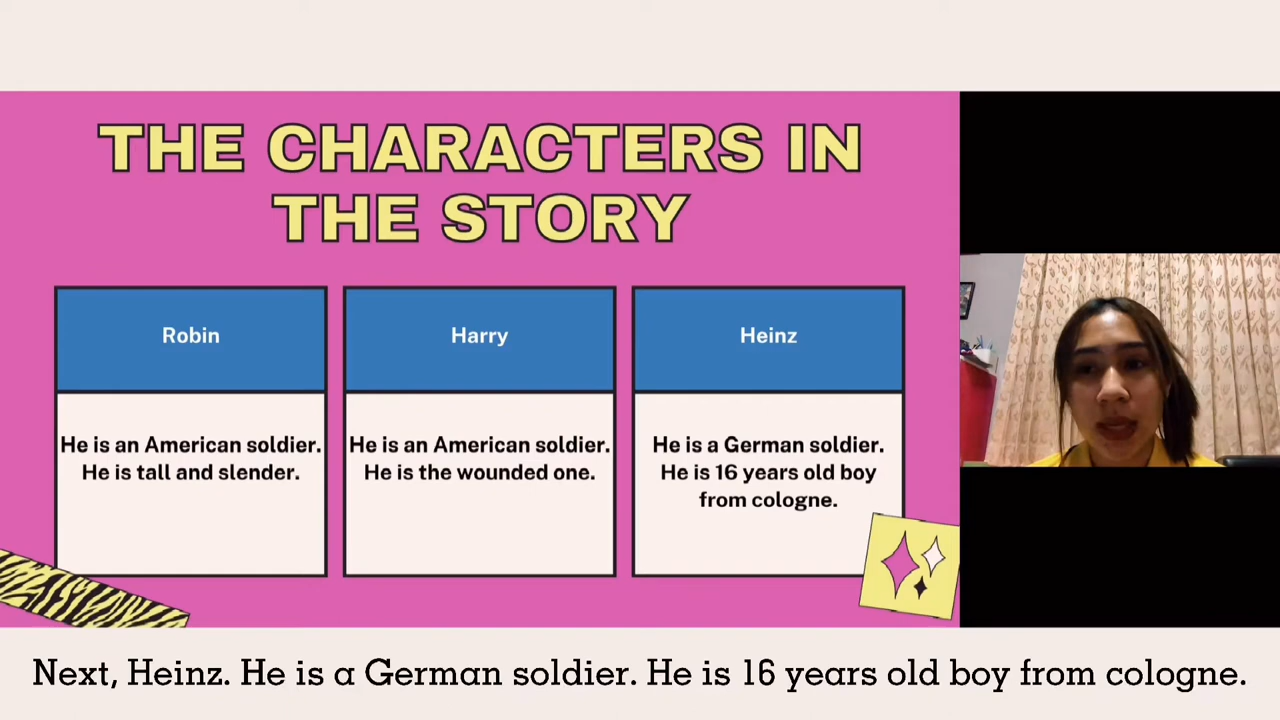 THE CHARACTERS IN
THE STORY
Robin
He is an American soldier.
He is tall and slender.
Harry
He is an American soldier.
He is the wounded one.
Heinz
He is a German soldier.
He is 16 years old boy
from cologne.
Next, Heinz. He is a German soldier. He is 16 years old boy from cologne.